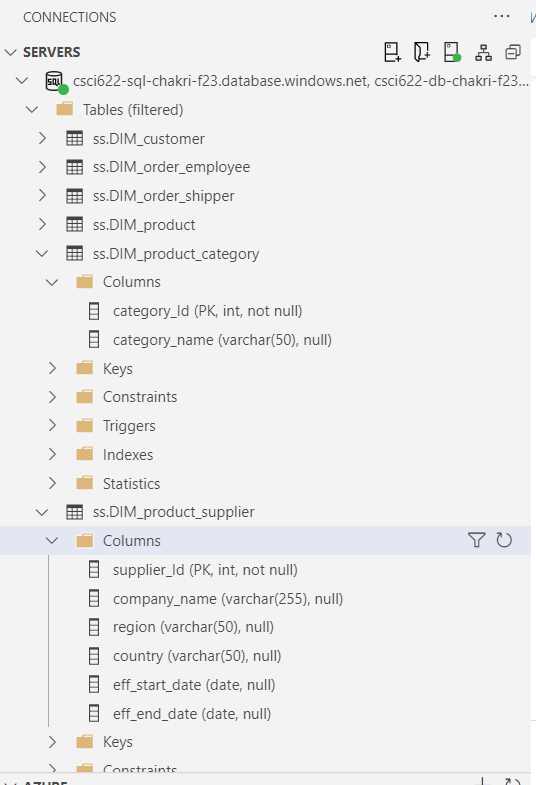 CONNECTIONS
SERVERS
SQL csci622-sql-chakri-f23.database.windows.net, csci622-db-chakri-f23...
Tables (filtered)
ss.DIM_customer
ss.DIM_order_employee
ss.DIM_order_shipper
ss.DIM_product
ss.DIM_product_category
Columns
category_Id (PK, int, not null)
category_name (varchar(50), null)
Keys
Constraints
Triggers
Indexes
Statistics
ss.DIM_product_supplier
Columns
supplier_Id (PK, int, not null)
company_name (varchar(255), null)
region (varchar(50), null)
country (varchar(50), null)
eff_start_date (date, null)
eff_end_date (date, null)
Keys
Constraints
AZURE